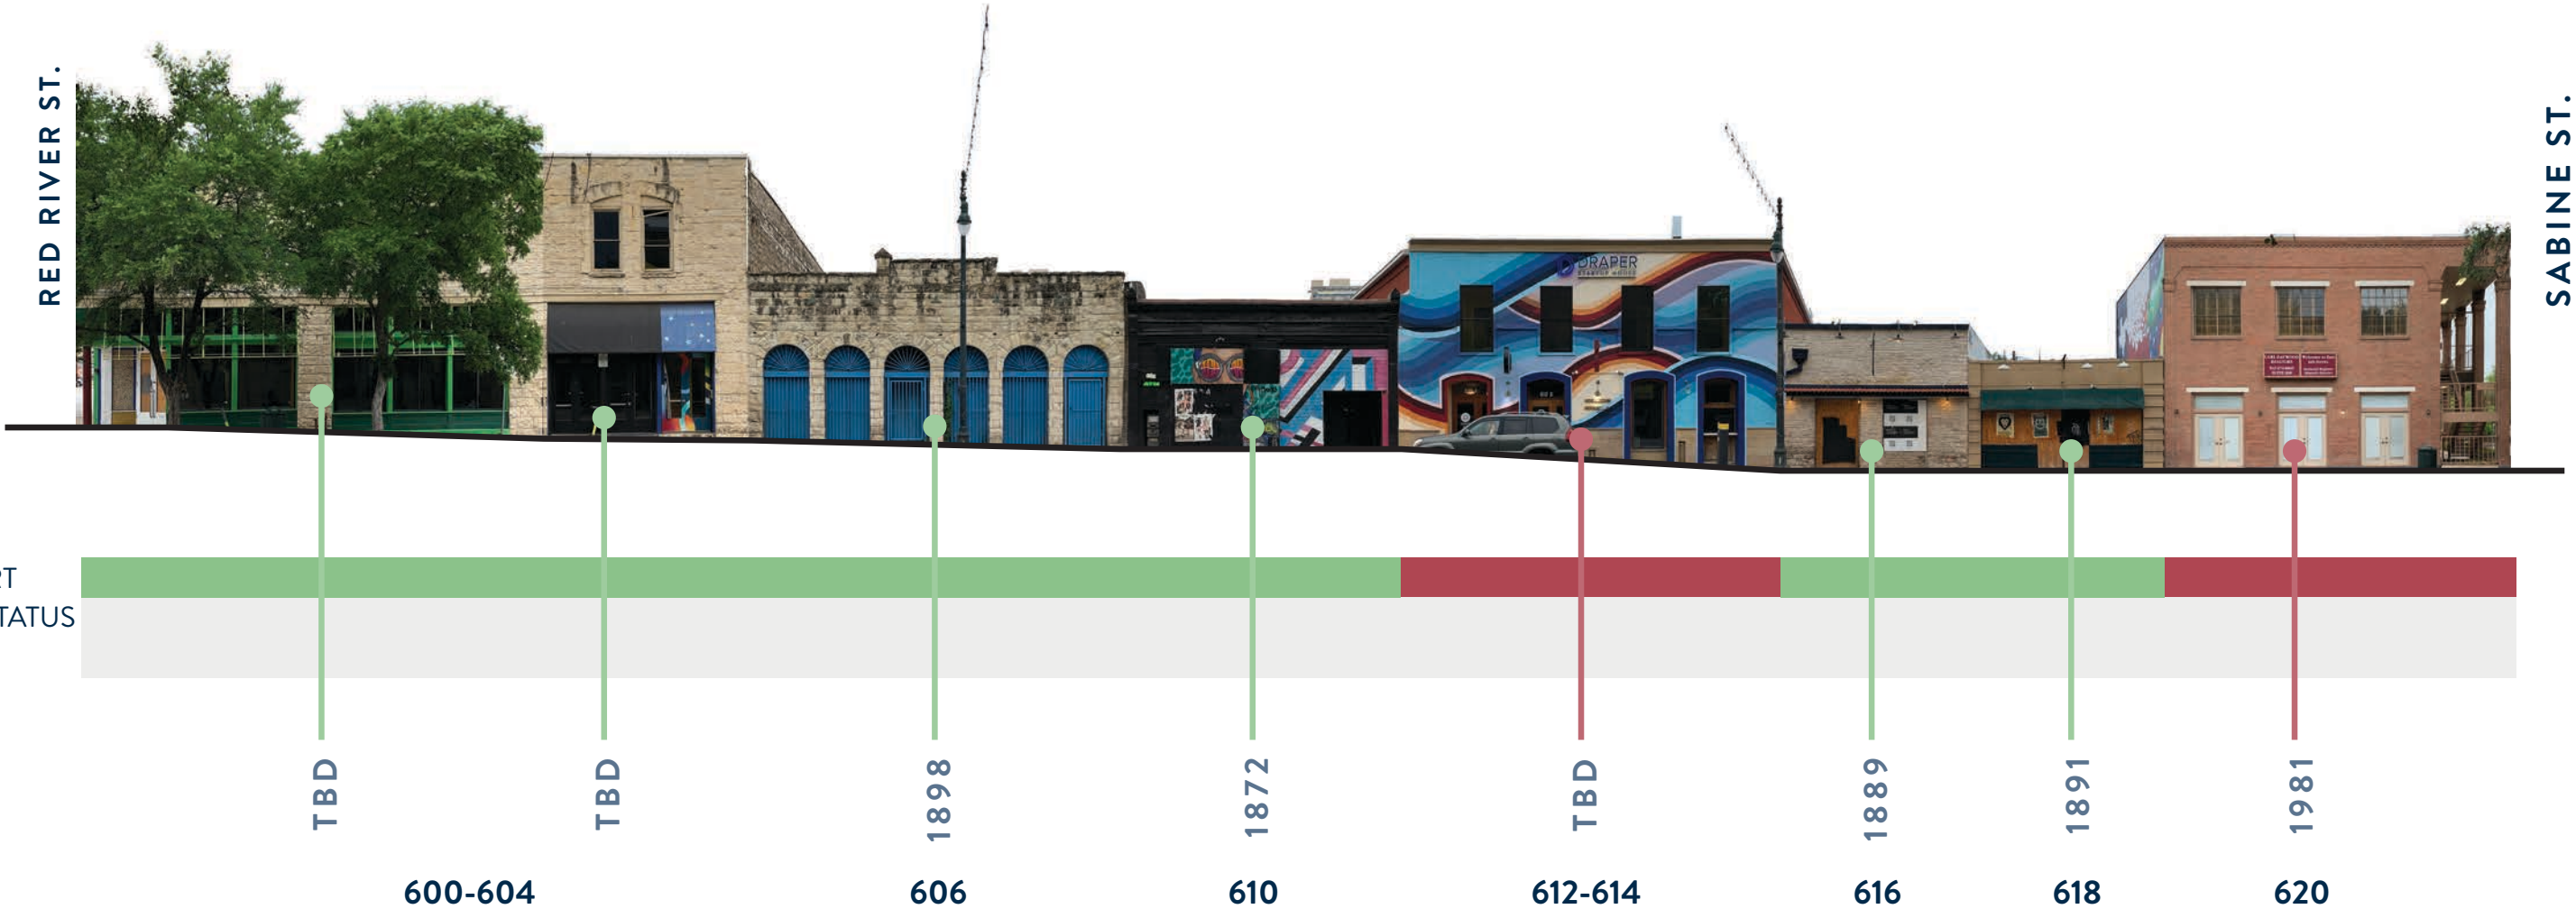 RED RIVER ST.
SABINE ST.
DRAPER
RT
TATUS
TBD
TBD
1898
1872
TBD
1889
1891
1981
600-604
606
610
612-614
616
618
620